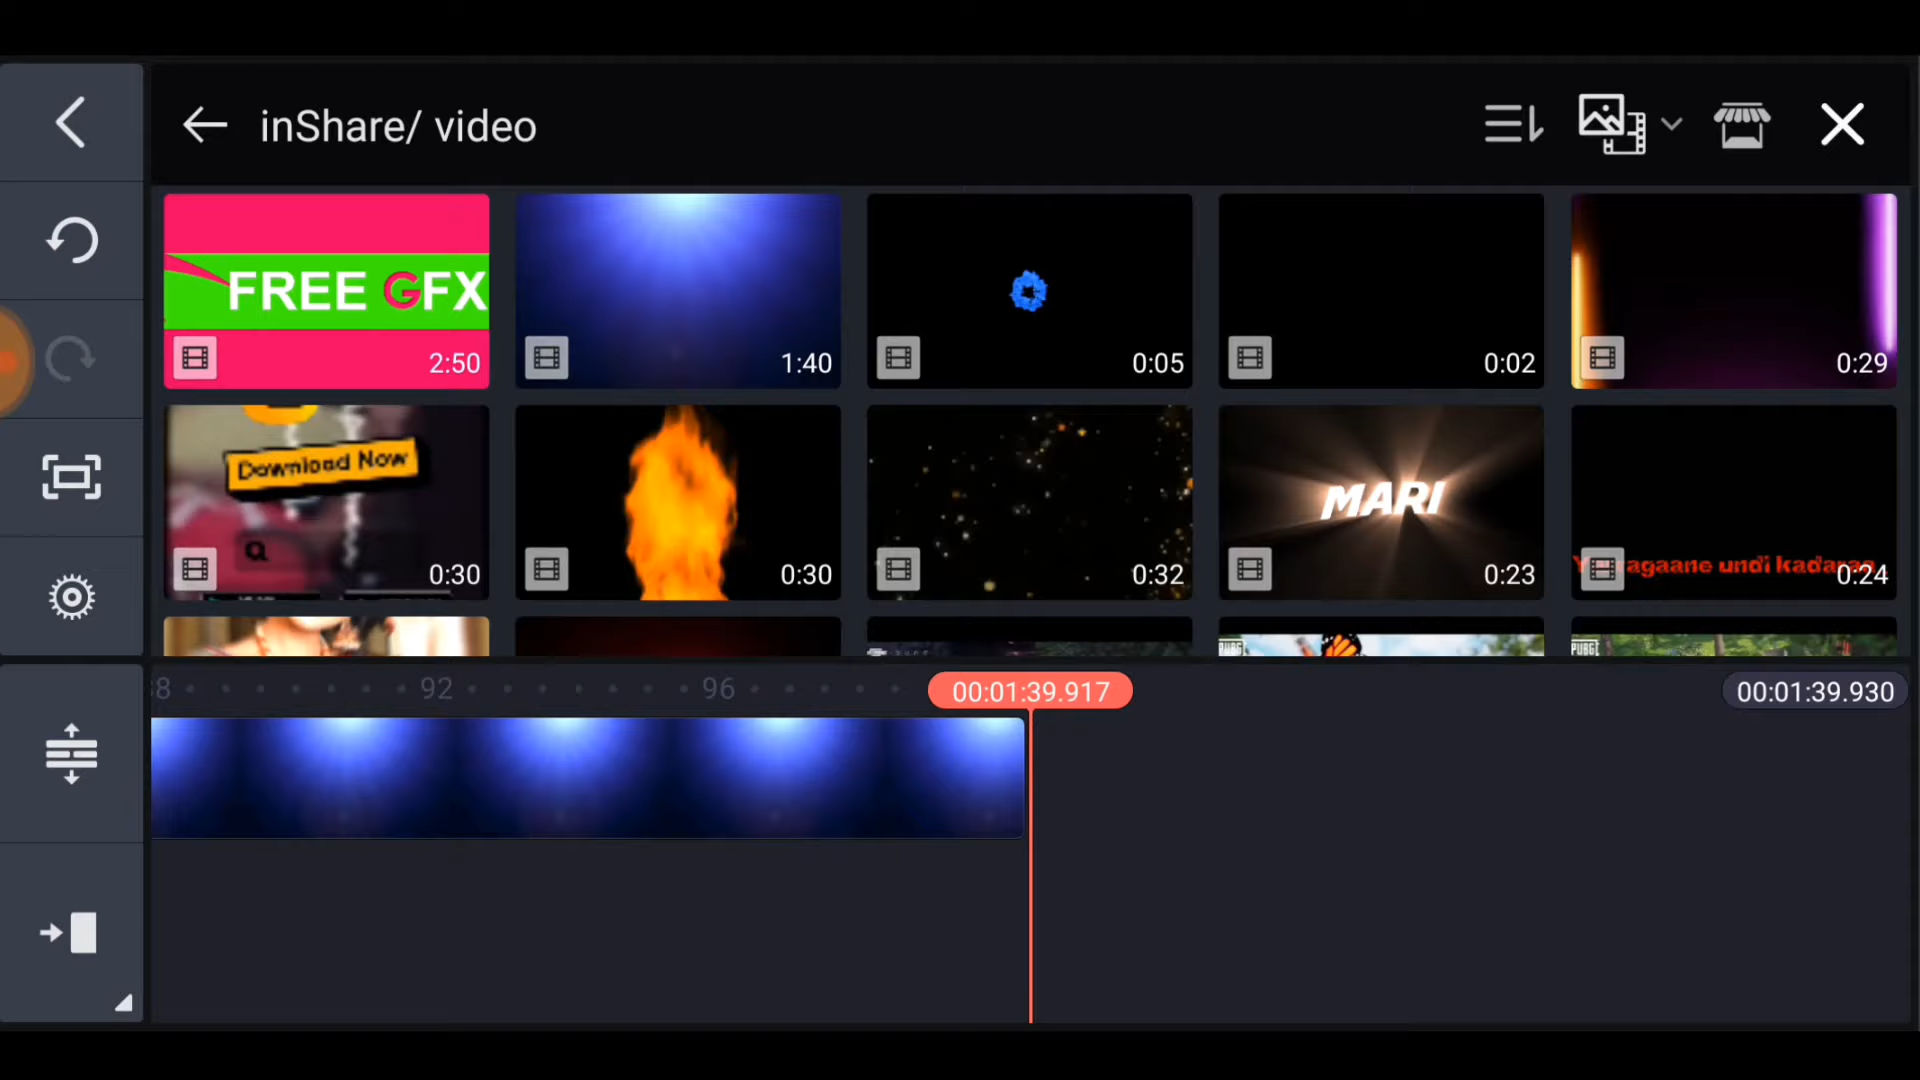 inShare/ video
FREE GFX
2:50
1:40
0:05
0:02
0:29
Download Now
0:30
0:30
0:32
MARI
0:23
undi
0:24
PUBG
92
96
00:01:39.917
00:01:39.930